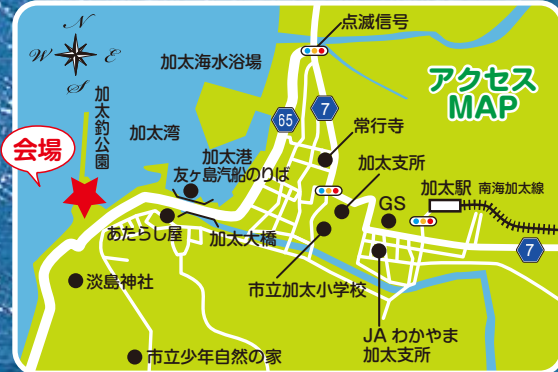 点滅信号
N
W
E
S
加太海水浴場
アクセス
MAP
65
7
加太釣公園
加太湾
常行寺
会場
加太港
友ヶ島汽船のりば
加太支所
加太駅
南海加太線
GS
あたらし屋
加太大橋
7
淡島神社
市立加太小学校
JA わかやま
加太支所
市立少年自然の家